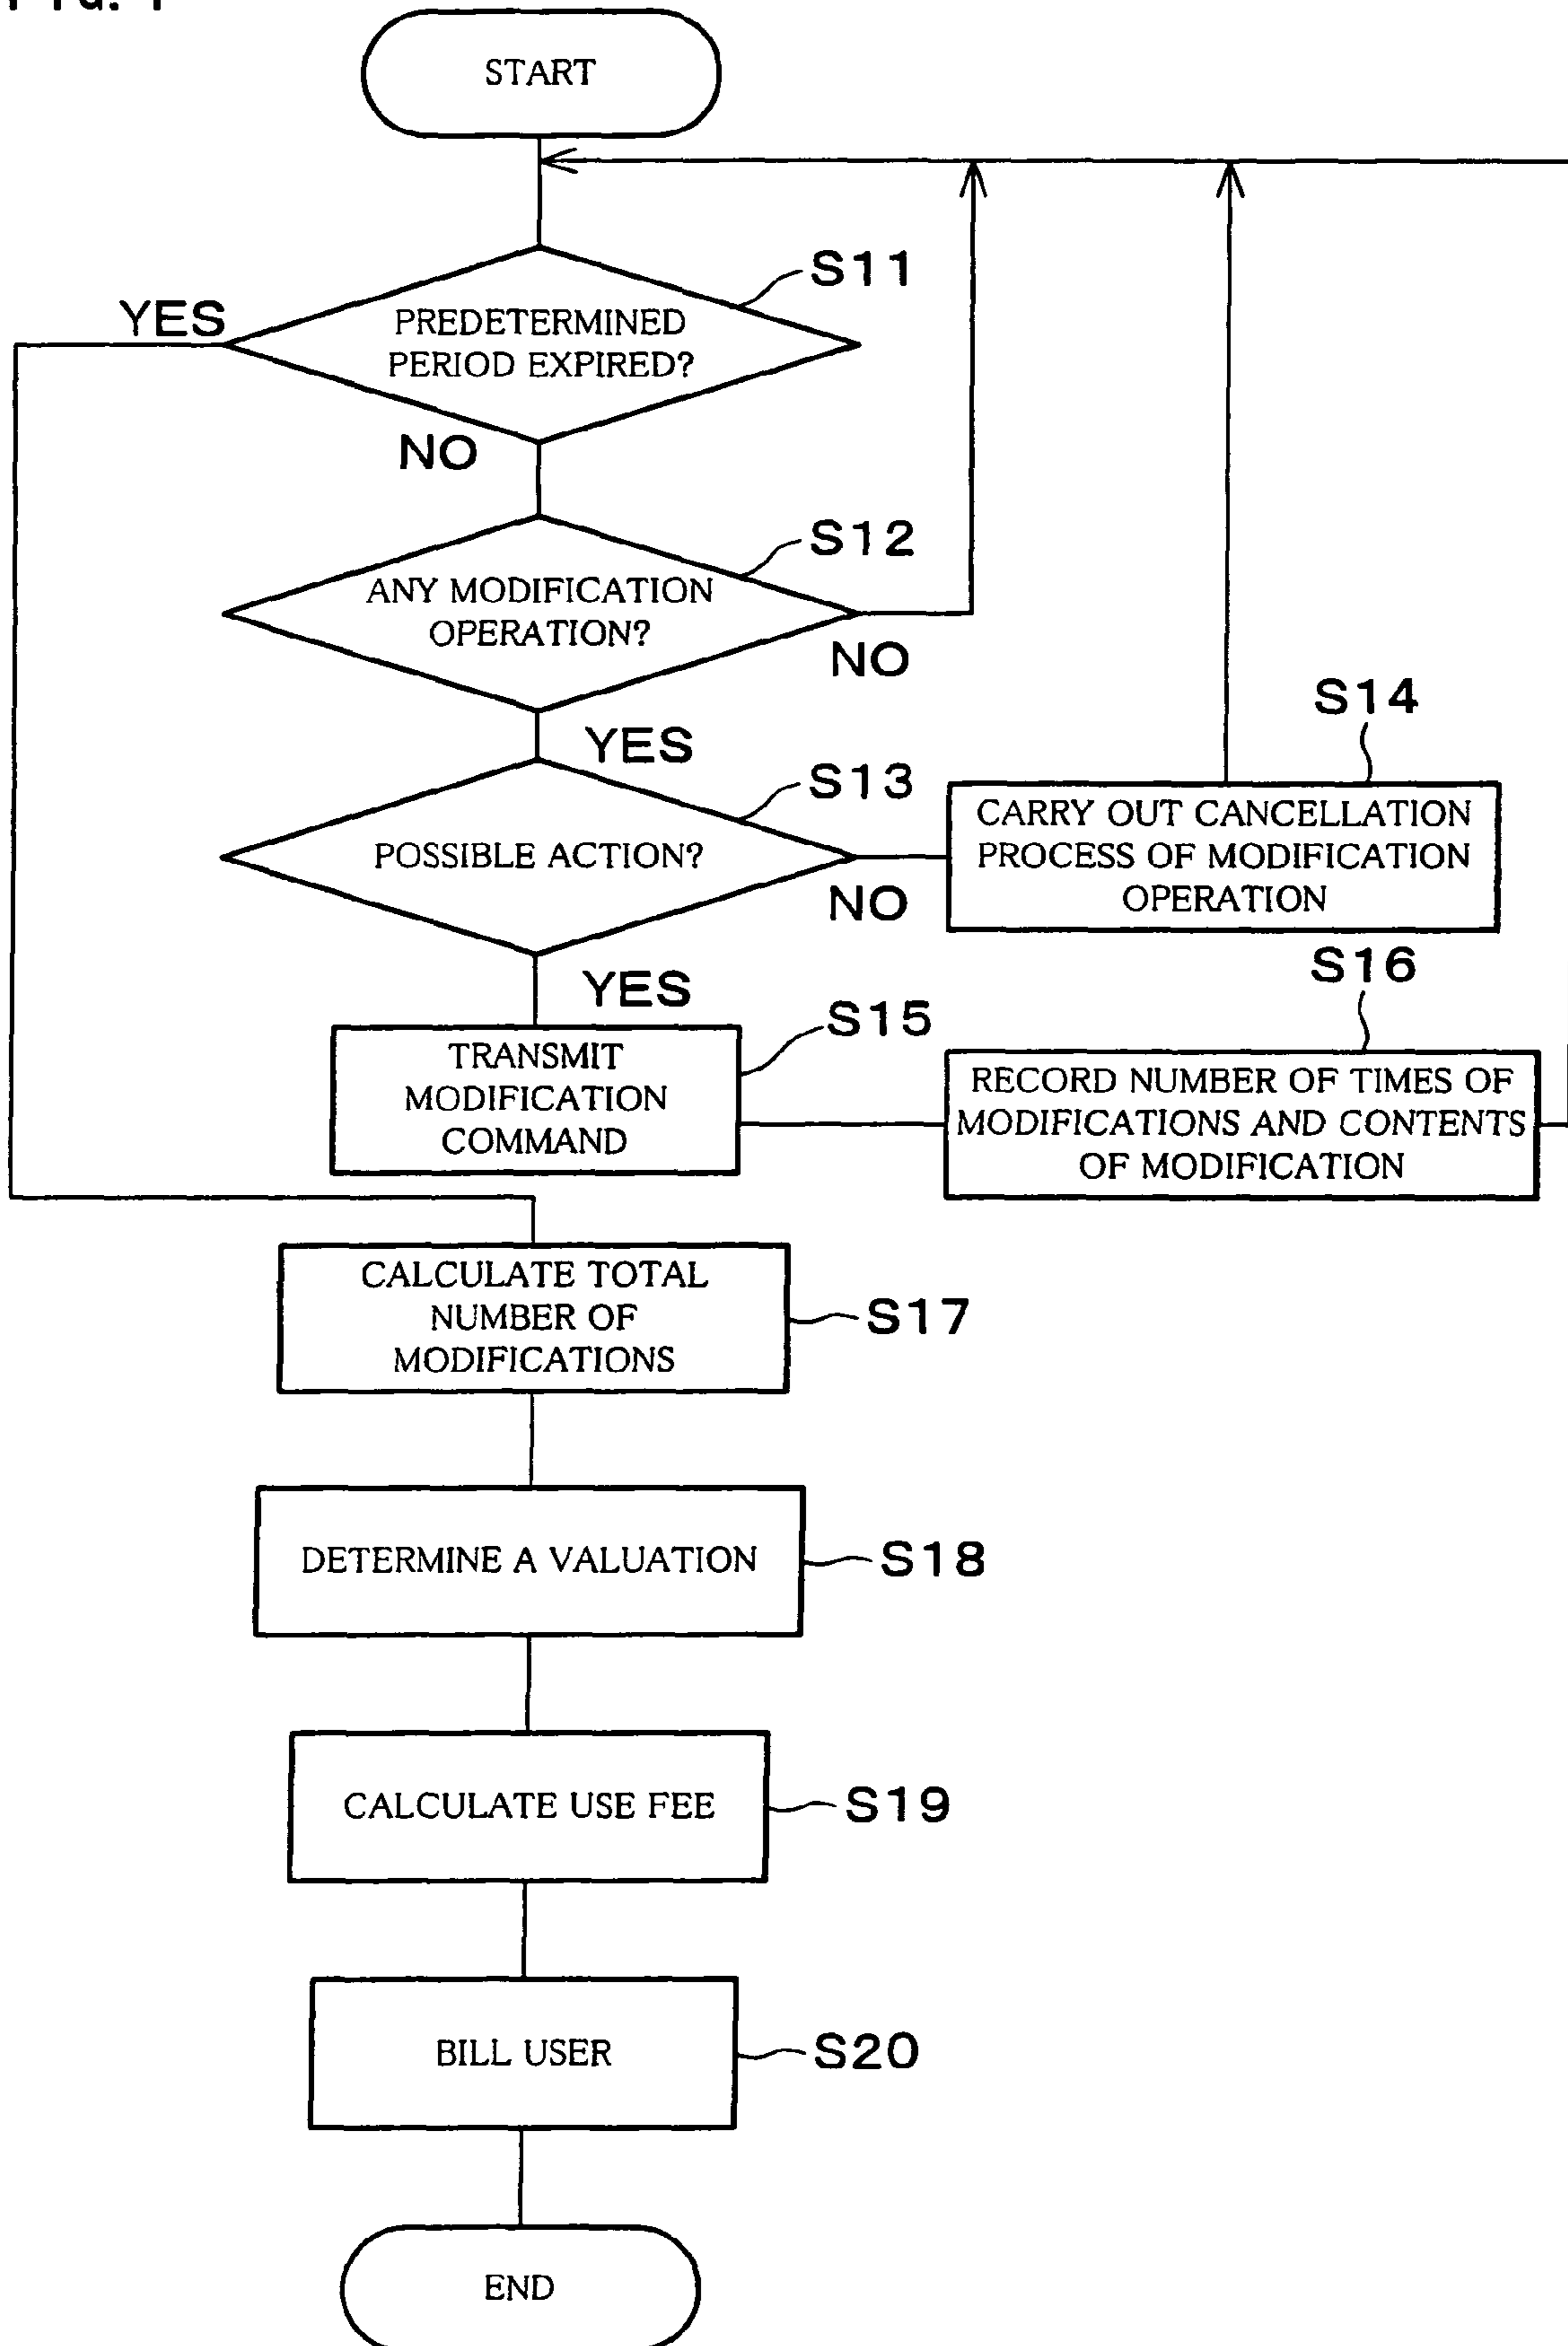 START
S11
YES
PREDETERMINED
PERIOD EXPIRED?
NO
S12
ANY MODIFICATION
OPERATION?
NO
YES
S13
POSSIBLE ACTION?
NO
S14
CARRY OUT CANCELLATION
PROCESS OF MODIFICATION
OPERATION
YES
S15
TRANSMIT
MODIFICATION
COMMAND
S16
RECORD NUMBER OF TIMES OF
MODIFICATIONS AND CONTENTS
OF MODIFICATION
CALCULATE TOTAL
NUMBER OF
MODIFICATIONS
S17
DETERMINE A VALUATION
S18
CALCULATE USE FEE
S19
BILL USER
S20
END